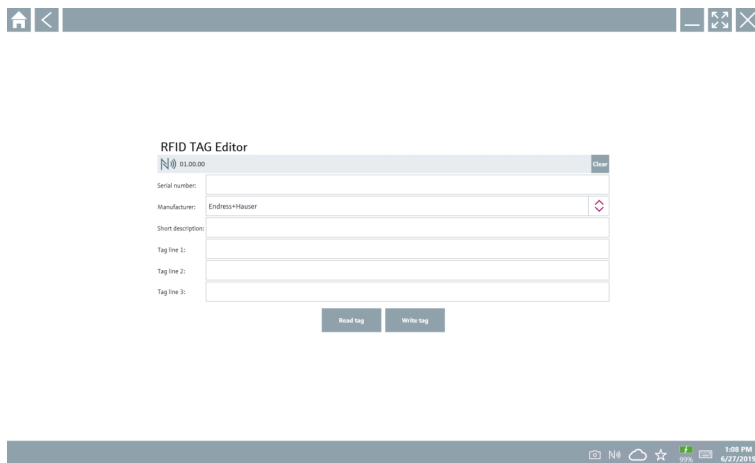 RFID TAG Editor
01.00.00 Clear
Serial number:
Manufacturer: Endress+Hauser
Short description:
Tag line 1:
Tag line 2:
Tag line 3:
Read tag Write tag
99% 1:08 PM
6/27/2019